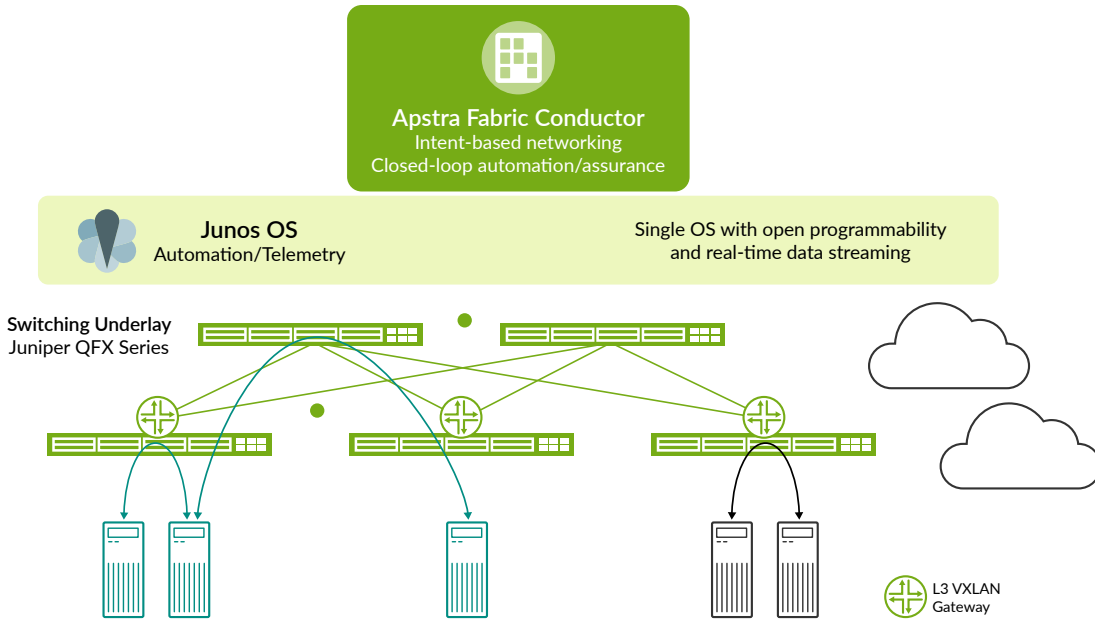 Apstra Fabric Conductor
Intent-based networking
Closed-loop automation/assurance
Junos OS
Automation/Telemetry
Single OS with open programmability
and real-time data streaming
Switching Underlay
Juniper QFX Series
L3 VXLAN
Gateway